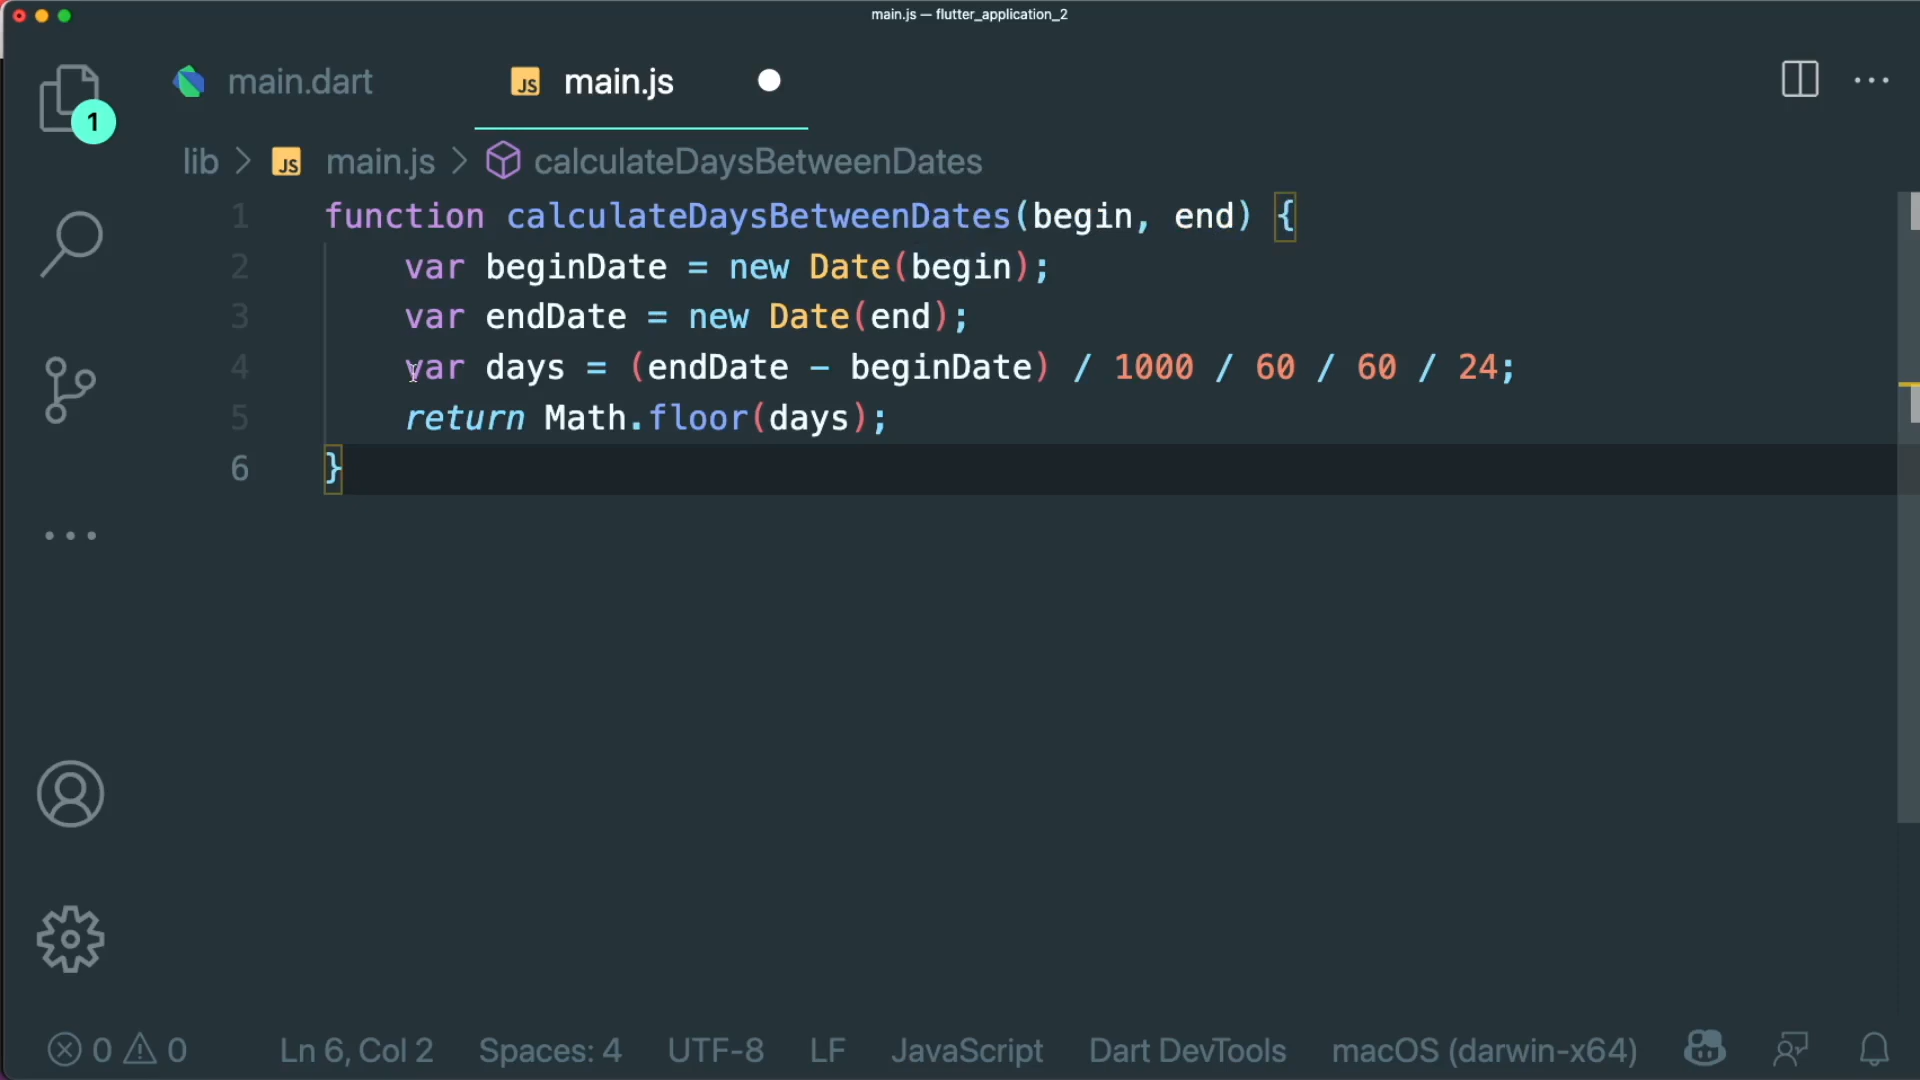 main.js — flutter_application_2
main.dart
JS main.js
1
lib > JS main.js > calculateDaysBetweenDates
1 function calculateDaysBetweenDates(begin, end) {
2 var beginDate = new Date(begin);
3 var endDate = new Date(end);
4 var days = (endDate - beginDate) / 1000 / 60 / 60 / 24;
5 return Math.floor(days);
6 }
0 0 Ln 6, Col 2 Spaces: 4 UTF-8 LF JavaScript Dart DevTools macOS (darwin-x64)